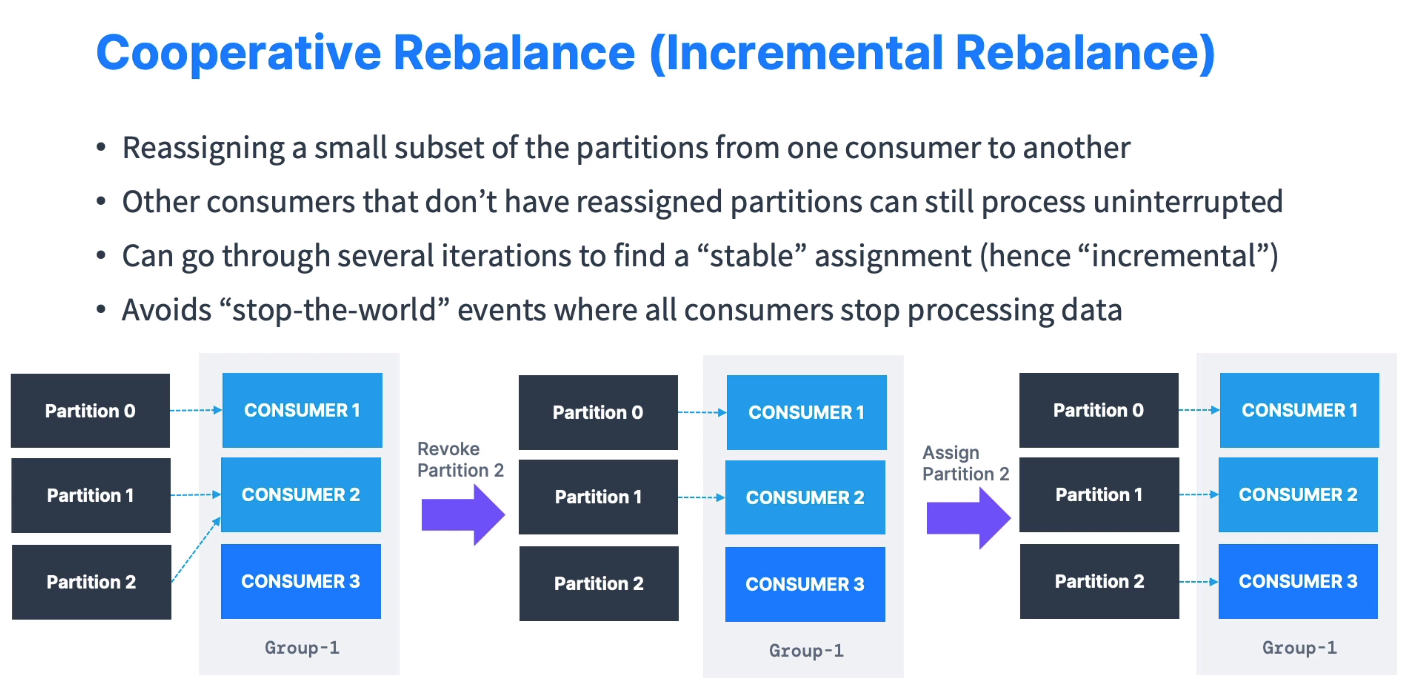 Cooperative Rebalance (Incremental Rebalance)
• Reassigning a small subset of the partitions from one consumer to another
• Other consumers that don’t have reassigned partitions can still process uninterrupted
• Can go through several iterations to find a “stable” assignment (hence “incremental”)
• Avoids “stop-the-world” events where all consumers stop processing data
Partition 0
CONSUMER 1
Partition 1
CONSUMER 2
Partition 2
CONSUMER 3
Group-1
Revoke
Partition 2
Partition 0
CONSUMER 1
Partition 1
CONSUMER 2
Partition 2
CONSUMER 3
Group-1
Assign
Partition 2
Partition 0
CONSUMER 1
Partition 1
CONSUMER 2
Partition 2
CONSUMER 3
Group-1